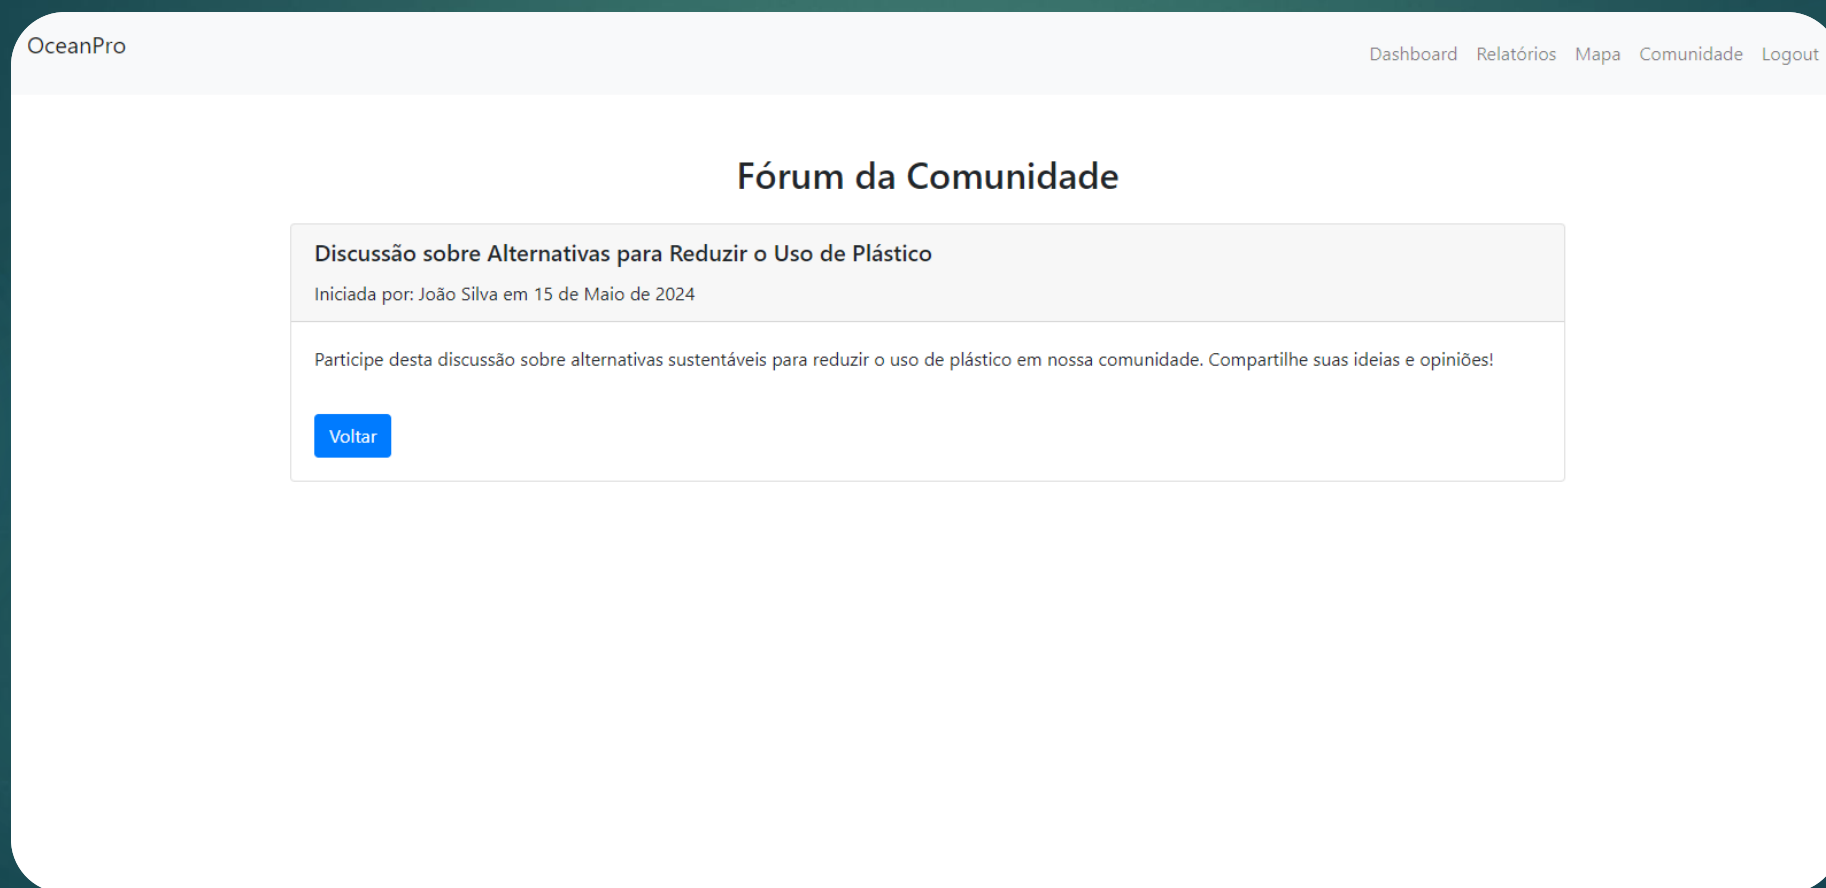 OceanPro
Dashboard Relatórios Mapa Comunidade Logout
Fórum da Comunidade
Discussão sobre Alternativas para Reduzir o Uso de Plástico
Iniciada por: João Silva em 15 de Maio de 2024
Participe desta discussão sobre alternativas sustentáveis para reduzir o uso de plástico em nossa comunidade. Compartilhe suas ideias e opiniões!
Voltar